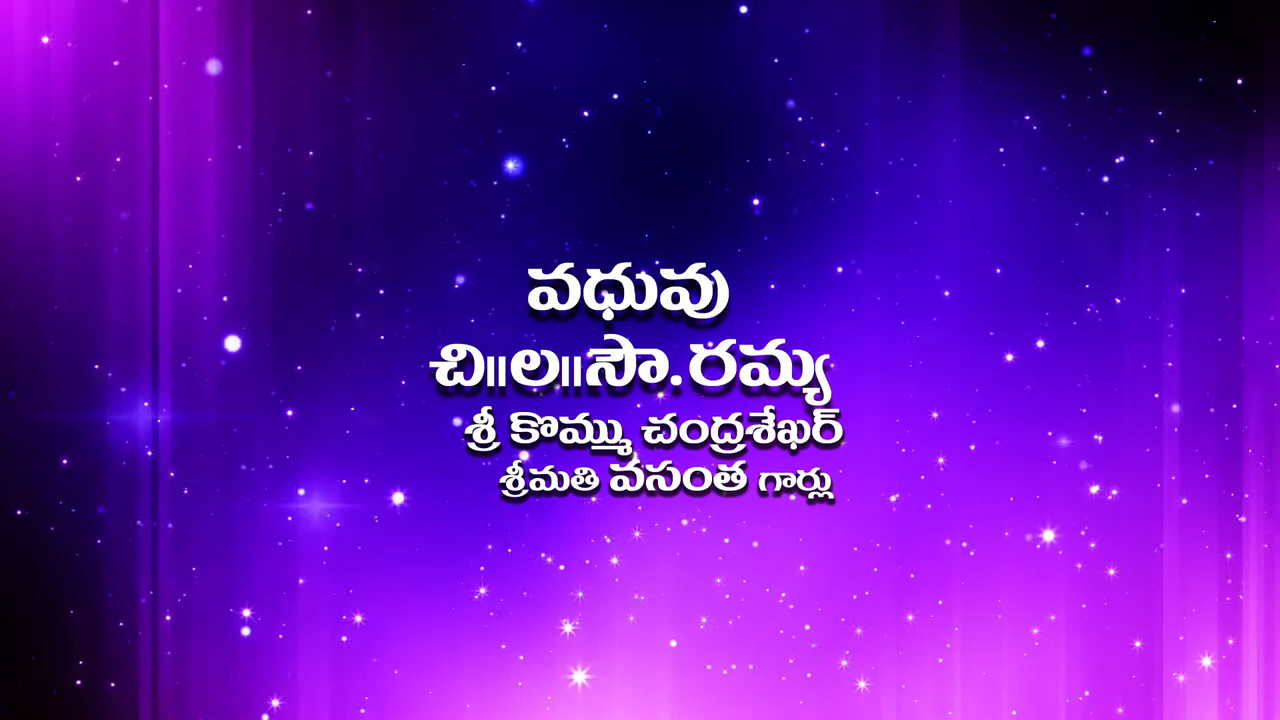 వధువు
చి॥ల॥సౌ.రమ్య
శ్రీ కొమ్ము చంద్రశేఖర్
శ్రీమతి వసంత గార్లు